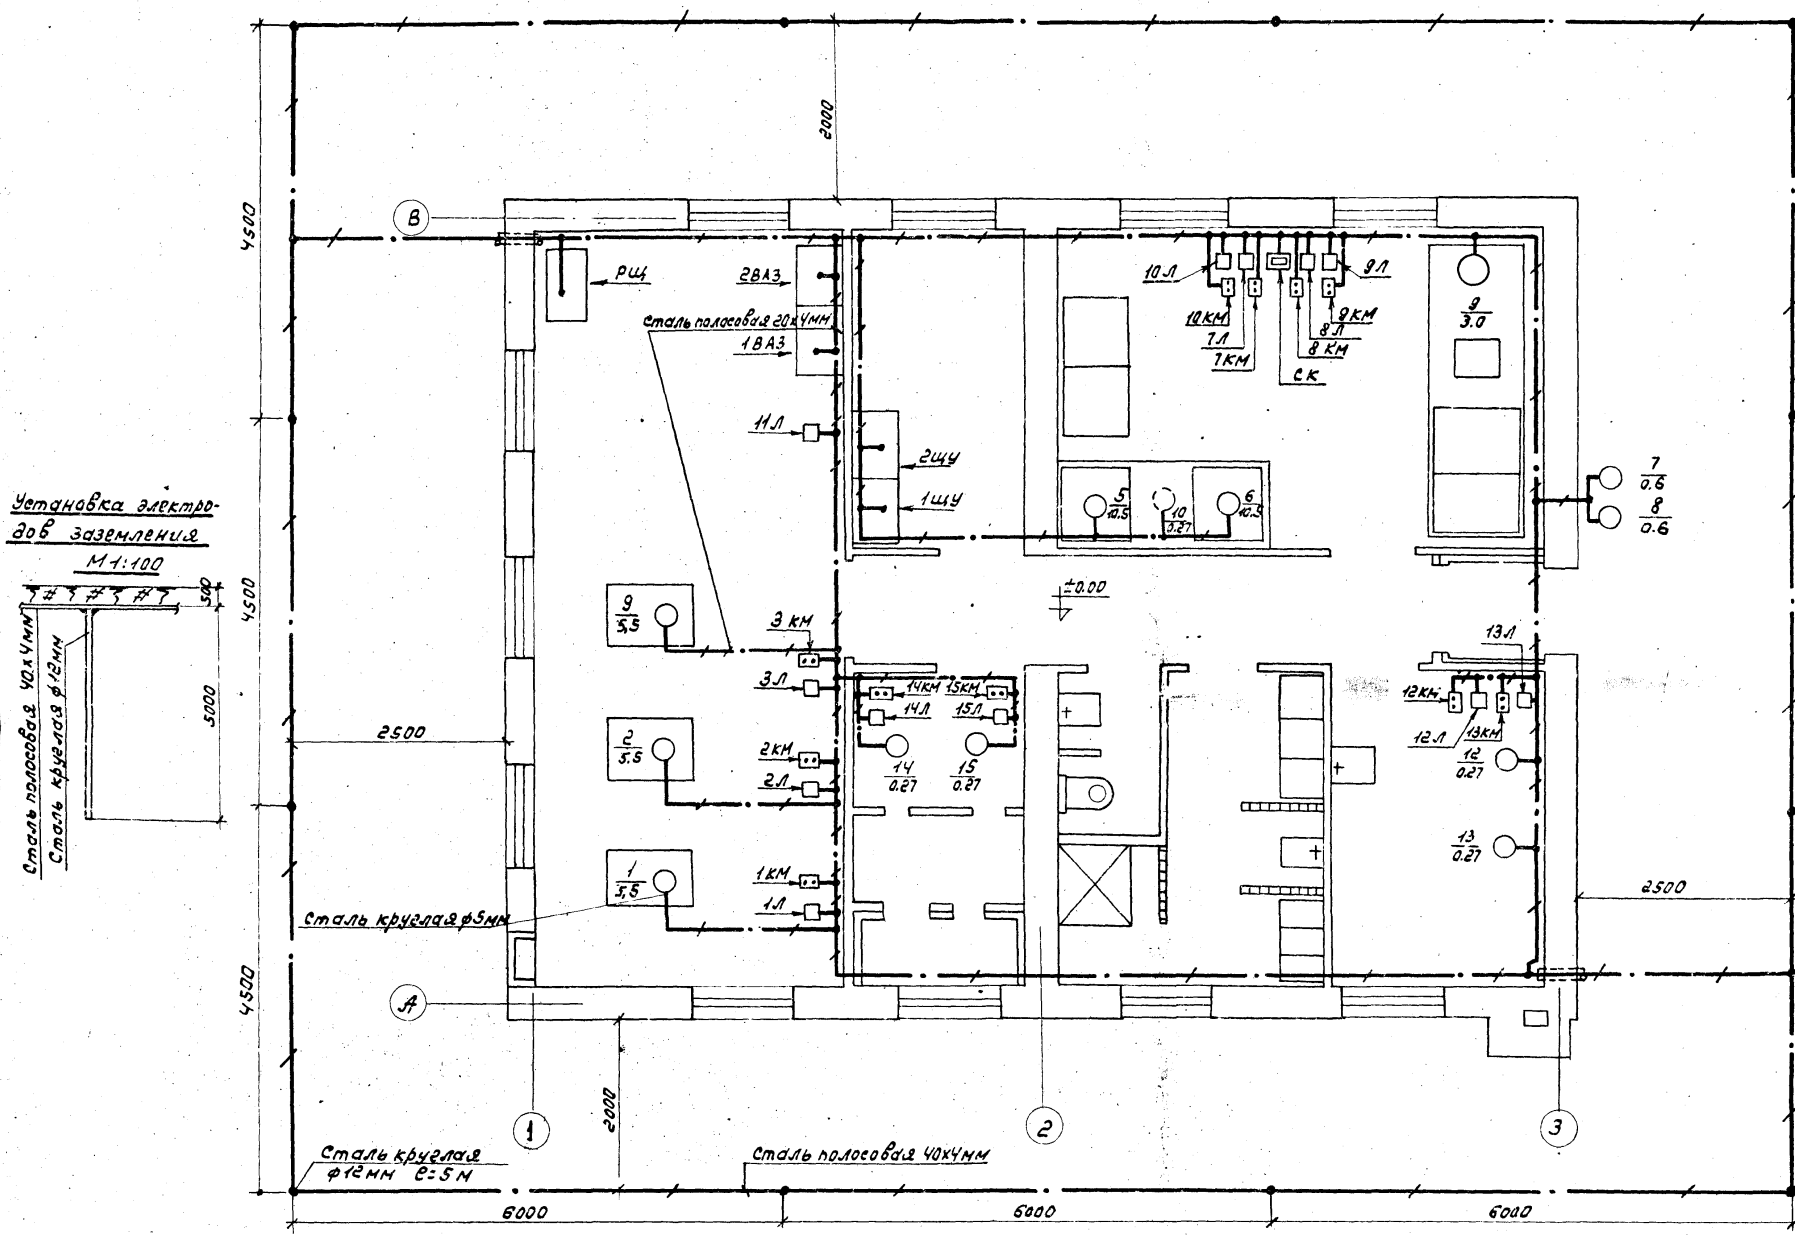 2000
4500
В
РЩ
2ВАЗ
сталь полосовая 20х4мм
1ВАЗ
10Л
9Л
10КМ
9КМ
7Л
8Л
7КМ
8КМ
СК
9
3.0
11Л
2ЩУ
1ЩУ
5
10.5
10
0.27
6
10.5
7
0.6
8
0.6
Установка электро-
дов заземления
М 1:100
500
5000
Сталь полосовая 40х4мм
Сталь круглая ф12мм
4500
±0.00
9
5,5
3 КМ
3Л
14КМ
15КМ
14Л
15Л
14
0.27
15
0.27
13Л
12КМ
12Л
13КМ
12
0.27
13
0.27
2500
2
5.5
2КМ
2Л
1
5,5
1КМ
1Л
сталь круглая ф5мм
2500
4500
А
2000
1
2
3
Сталь круглая
ф12мм ℓ=5м
сталь полосовая 40х4мм
6000
6000
6000